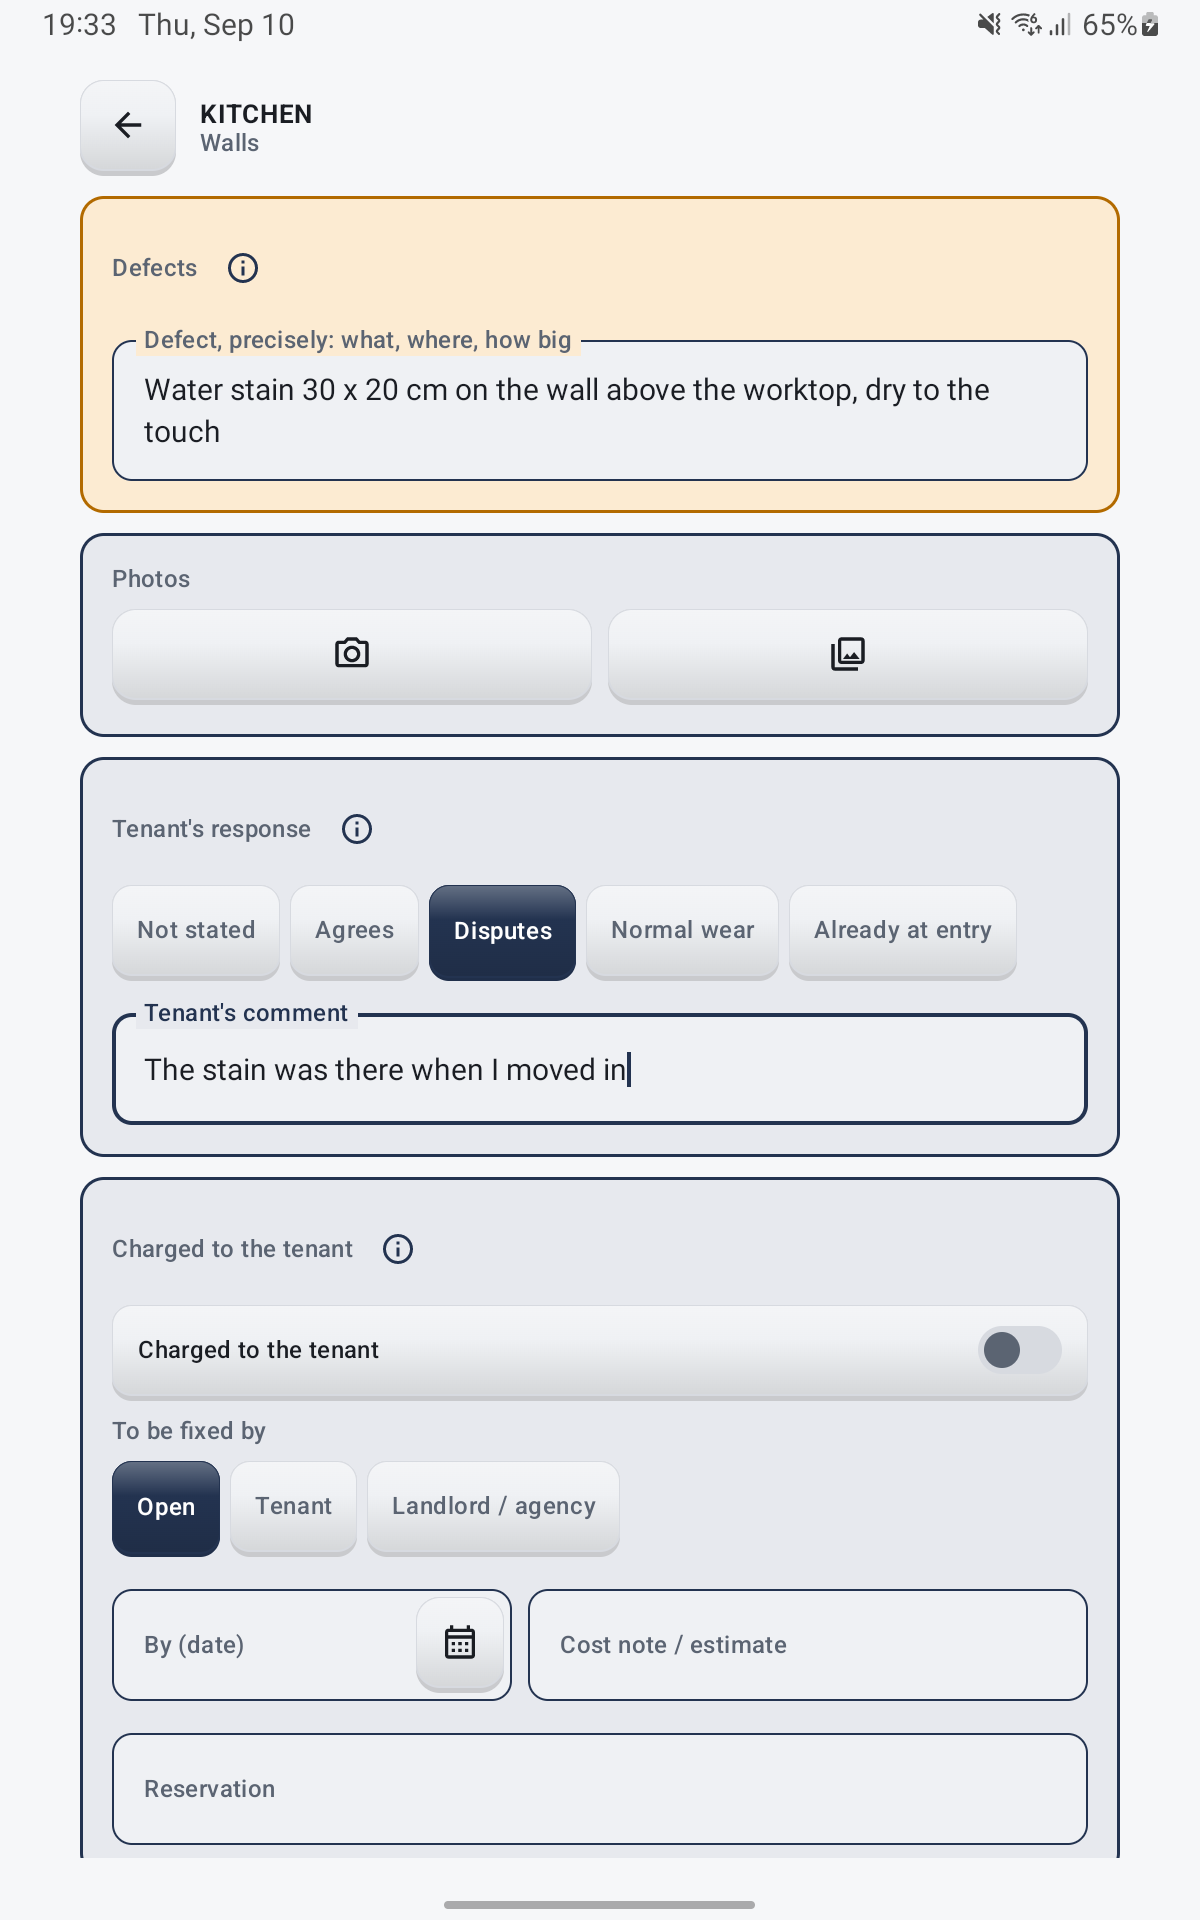 19:33 Thu, Sep 10
65%
KITCHEN
Walls
Defects
Defect, precisely: what, where, how big
Water stain 30 x 20 cm on the wall above the worktop, dry to the
touch
Photos
Tenant's response
Not stated Agrees Disputes Normal wear Already at entry
Tenant's comment
The stain was there when I moved in
Charged to the tenant
Charged to the tenant
To be fixed by
Open Tenant Landlord / agency
By (date) Cost note / estimate
Reservation